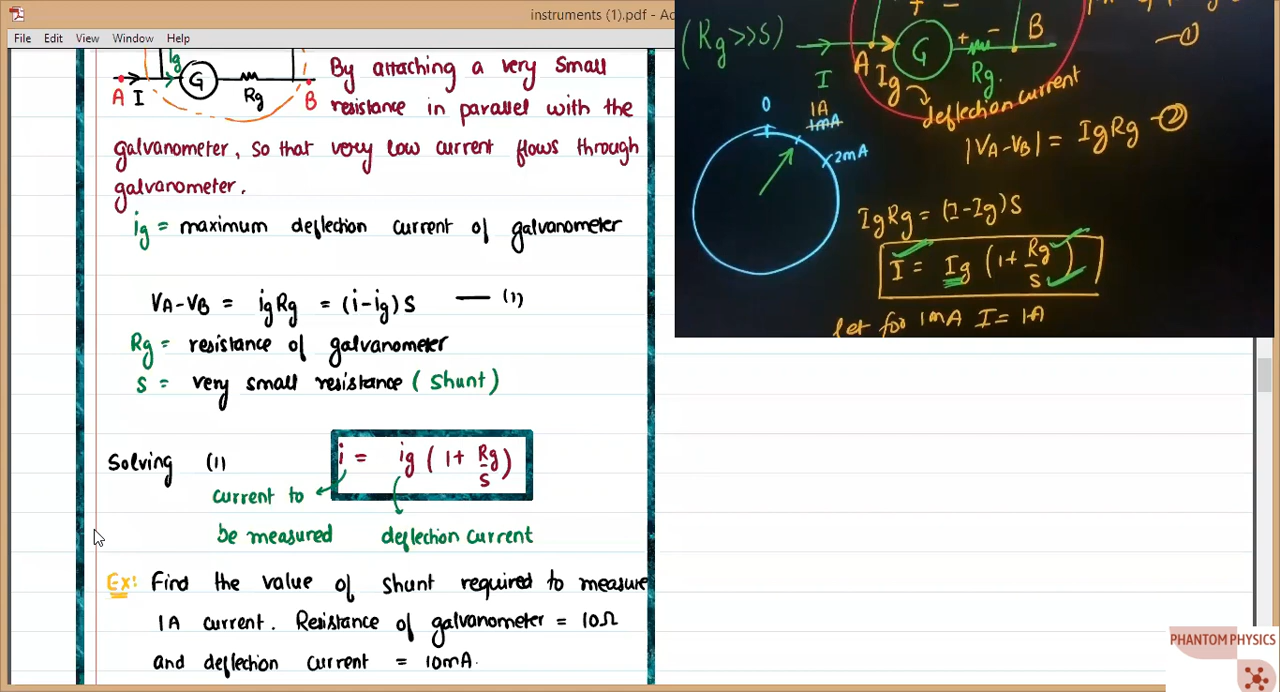 instruments (1).pdf - Ad
File Edit View Window Help
Ig
A I G Rg B
By attaching a very small
resistance in parallel with the
galvanometer, so that very low current flows through
galvanometer.
ig = maximum deflection current of galvanometer
VA-VB = igRg = (i-ig)S — (1)
Rg = resistance of galvanometer
S = very small resistance (shunt)
Solving (1) i = ig (1 + Rg/S)
current to
be measured deflection current
Ex: Find the value of shunt required to measure
1A current. Resistance of galvanometer = 10Ω
and deflection current = 10mA.
(Rg>>S)
I A Ig G + - Rg. B
—①
deflection current
|VA-VB| = IgRg —②
0
1A
1mA
2mA
IgRg = (I-Ig)S
I = Ig (1 + Rg/S)
let for 1mA I = 1A
PHANTOM PHYSICS